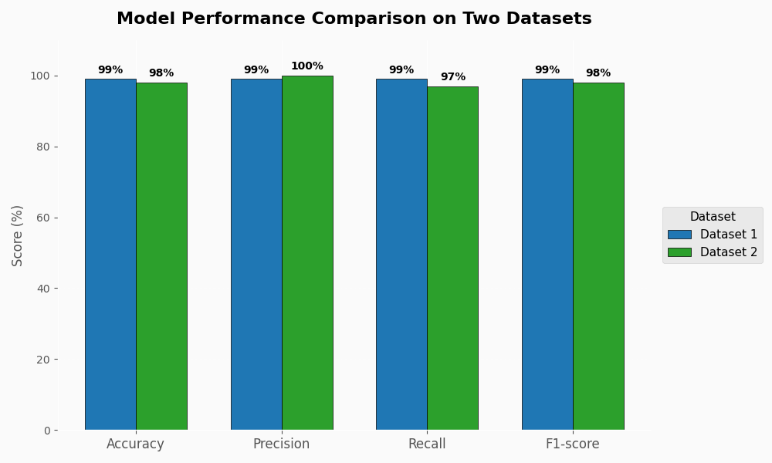 Model Performance Comparison on Two Datasets
99%
98%
99%
100%
99%
97%
99%
98%
100
80
60
40
20
0
Score (%)
Accuracy
Precision
Recall
F1-score
Dataset
Dataset 1
Dataset 2